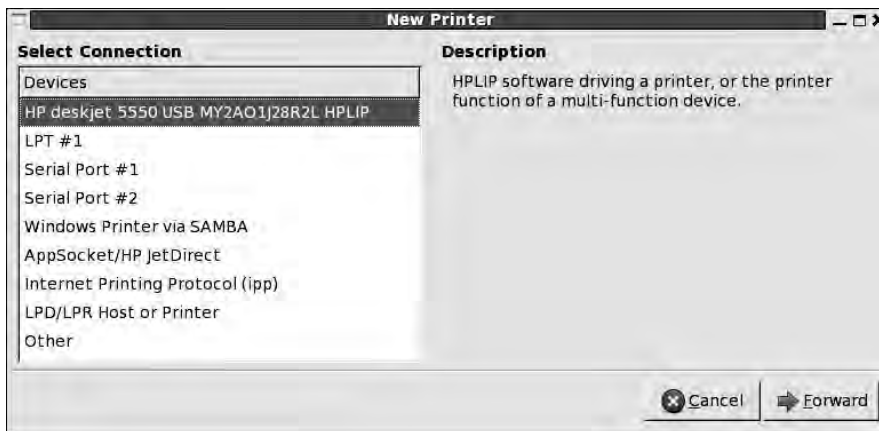 New Printer
Select Connection
Devices
HP deskjet 5550 USB MY2AQ1J28R2L HPLIP
LPT #1
Serial Port #1
Serial Port #2
Windows Printer via SAMBA
AppSocket/HP JetDirect
Internet Printing Protocol (ipp)
LPD/LPR Host or Printer
Other
Description
HPLIP software driving a printer, or the printer
function of a multi-function device.
Cancel
Forward